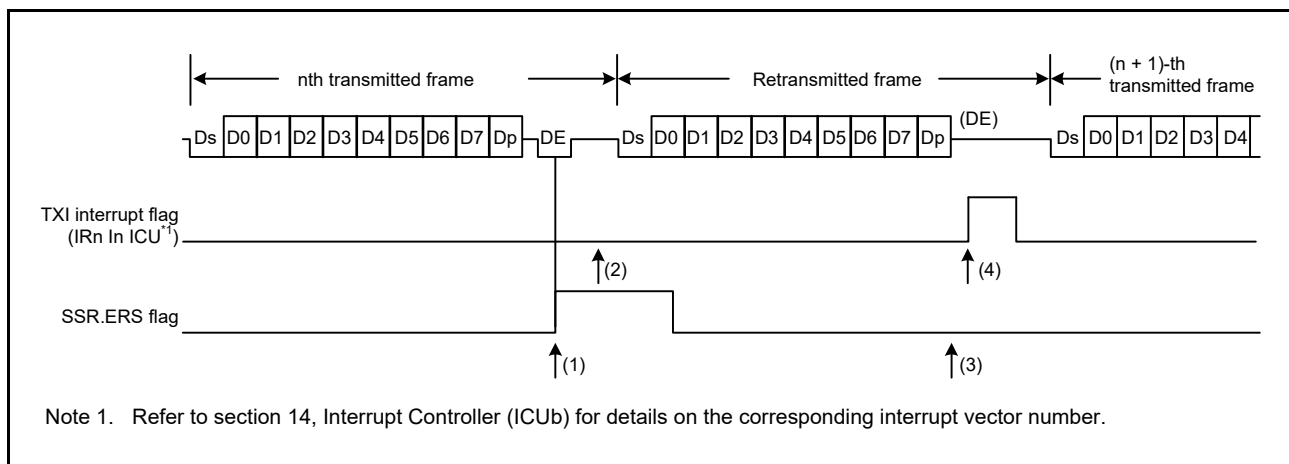 nth transmitted frame
Retransmitted frame
(n + 1)-th
transmitted frame
Ds D0 D1 D2 D3 D4 D5 D6 D7 Dp DE Ds D0 D1 D2 D3 D4 D5 D6 D7 Dp (DE) Ds D0 D1 D2 D3 D4
TXI interrupt flag
(IRn In ICU*1)
(2)
(4)
SSR.ERS flag
(1)
(3)
Note 1. Refer to section 14, Interrupt Controller (ICUb) for details on the corresponding interrupt vector number.